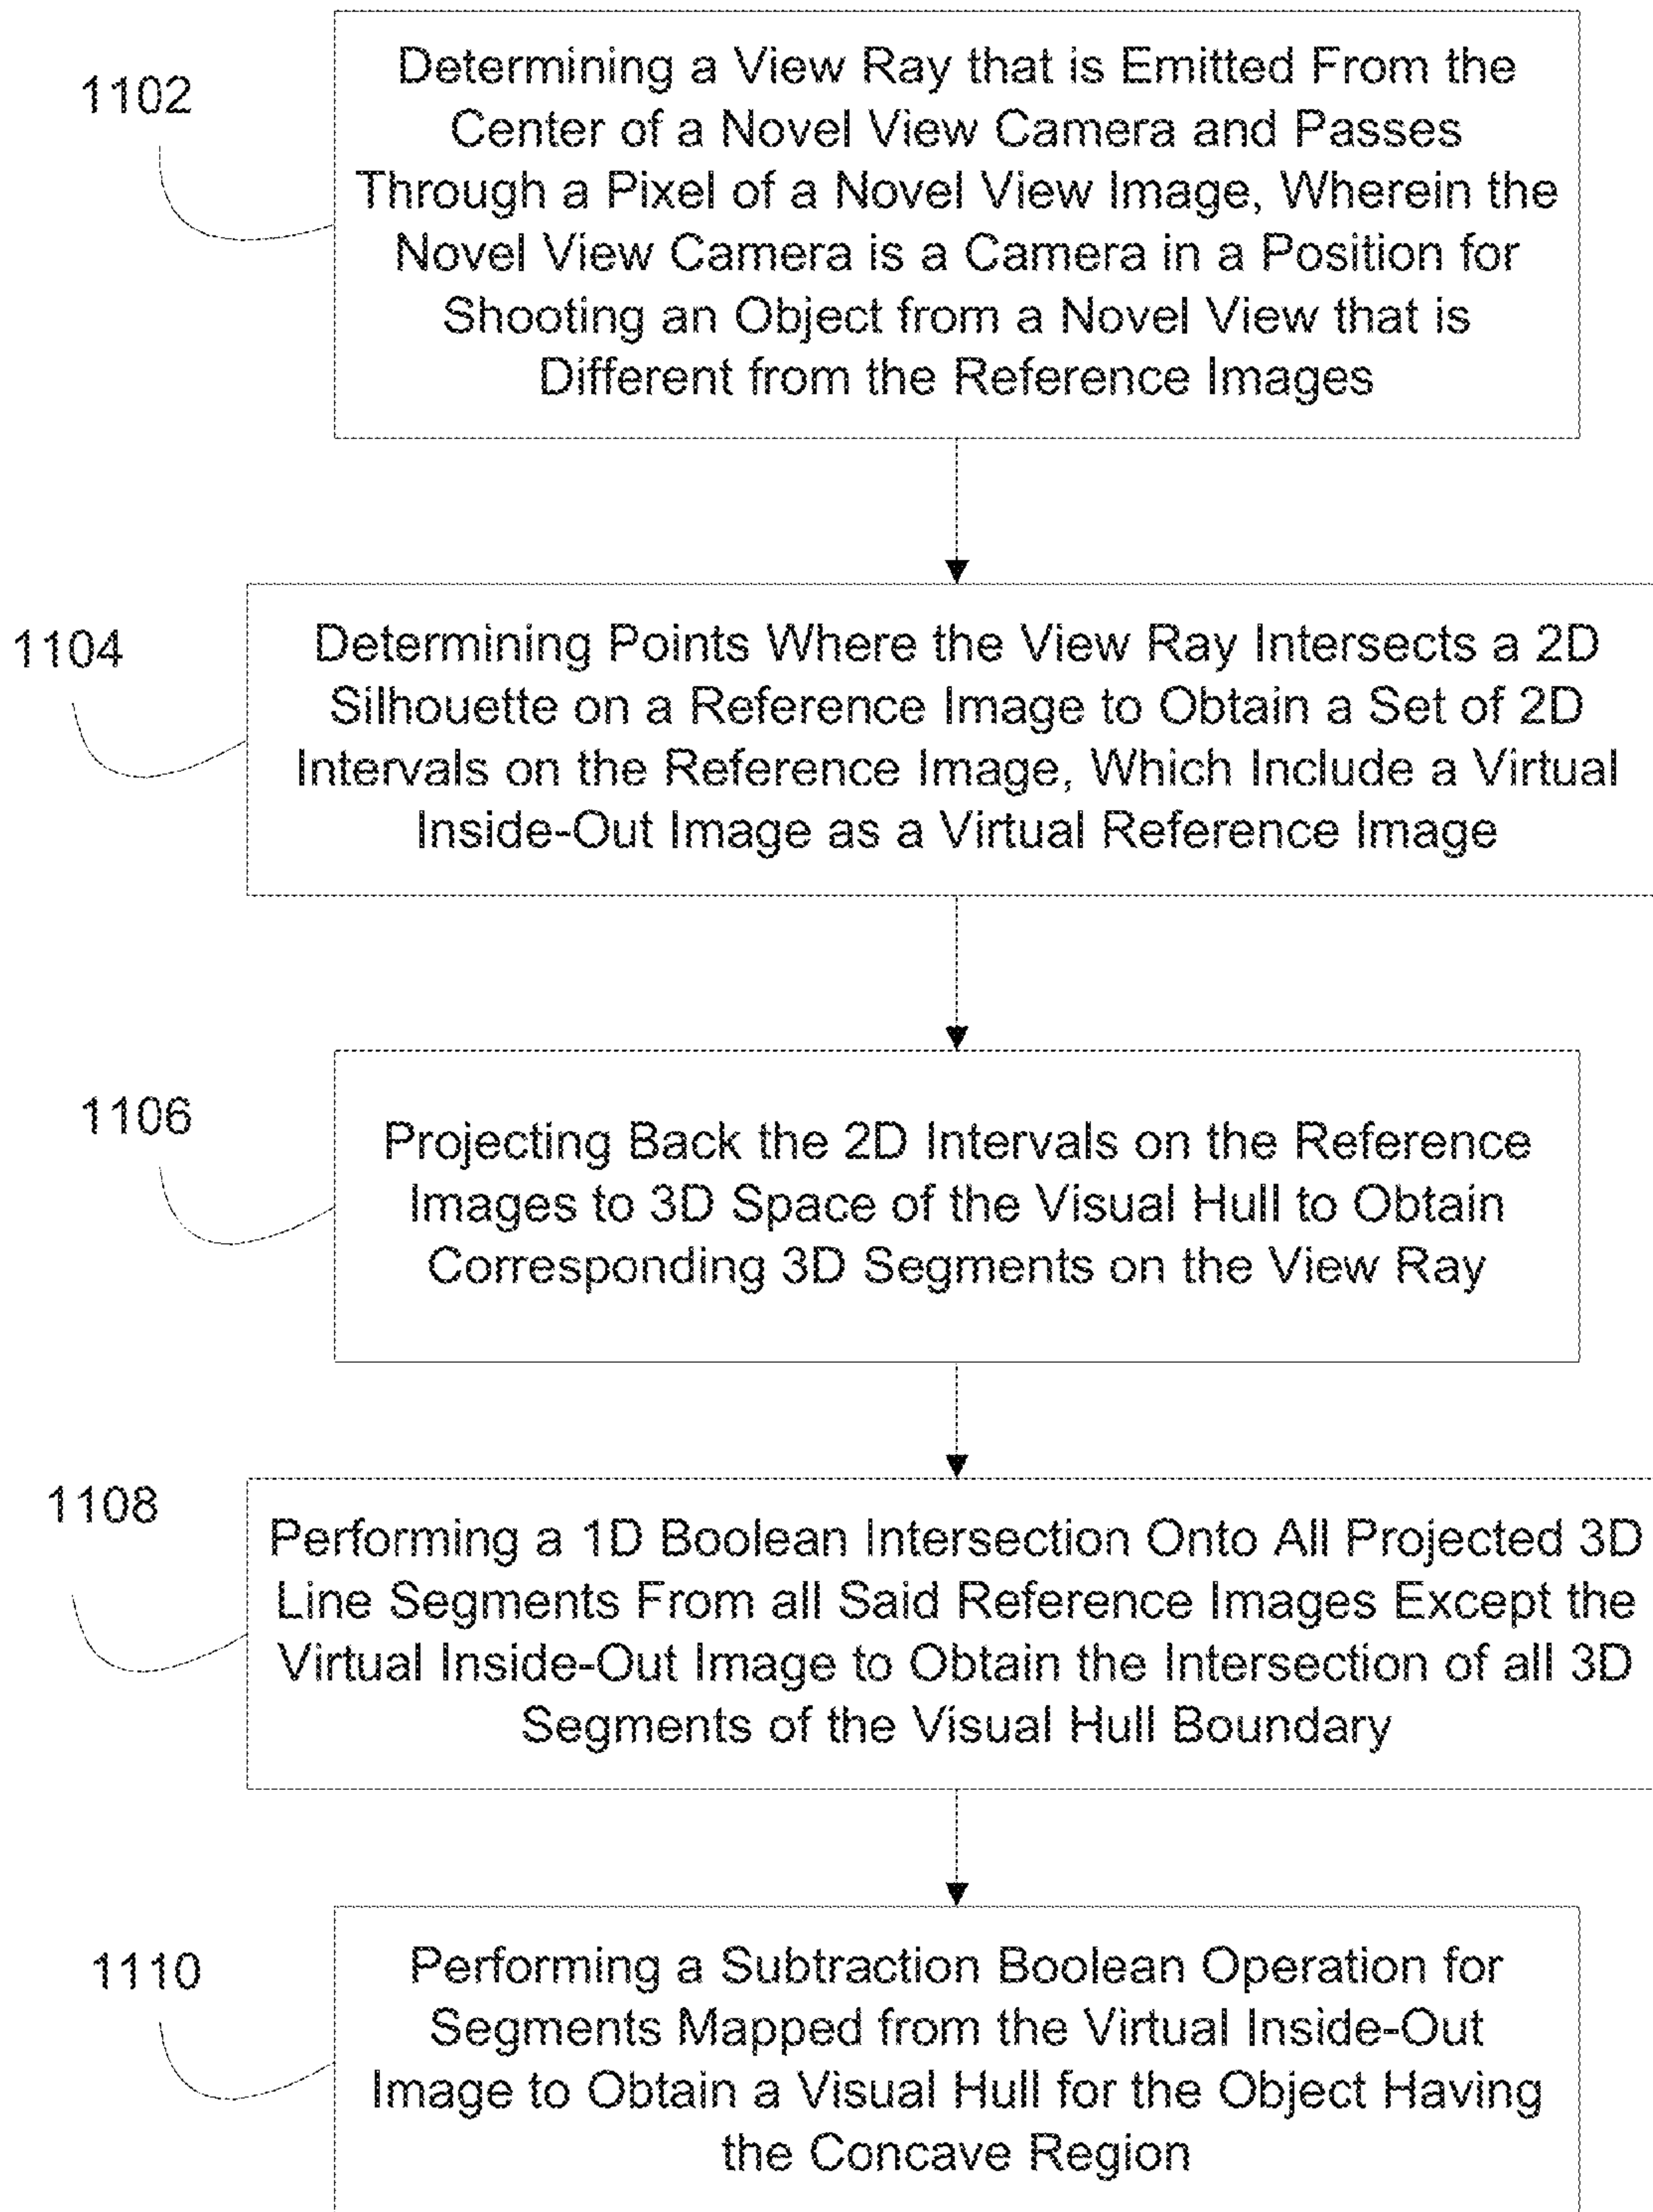 1102
Determining a View Ray that is Emitted From the
Center of a Novel View Camera and Passes
Through a Pixel of a Novel View Image, Wherein the
Novel View Camera is a Camera in a Position for
Shooting an Object from a Novel View that is
Different from the Reference Images
1104
Determining Points Where the View Ray Intersects a 2D
Silhouette on a Reference Image to Obtain a Set of 2D
Intervals on the Reference Image, Which Include a Virtual
Inside-Out Image as a Virtual Reference Image
1106
Projecting Back the 2D Intervals on the Reference
Images to 3D Space of the Visual Hull to Obtain
Corresponding 3D Segments on the View Ray
1108
Performing a 1D Boolean Intersection Onto All Projected 3D
Line Segments From all Said Reference Images Except the
Virtual Inside-Out Image to Obtain the Intersection of all 3D
Segments of the Visual Hull Boundary
1110
Performing a Subtraction Boolean Operation for
Segments Mapped from the Virtual Inside-Out
Image to Obtain a Visual Hull for the Object Having
the Concave Region